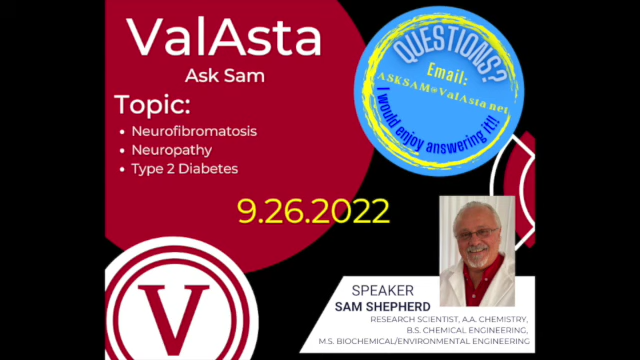 ValAsta
Ask Sam
Topic:
Neurofibromatosis
Neuropathy
Type 2 Diabetes
QUESTIONS?
Email:
ASKSAM@ValAsta.net
I would enjoy answering it!!
9.26.2022
V
SPEAKER
SAM SHEPHERD
RESEARCH SCIENTIST, A.A. CHEMISTRY,
B.S. CHEMICAL ENGINEERING,
M.S. BIOCHEMICAL/ENVIRONMENTAL ENGINEERING